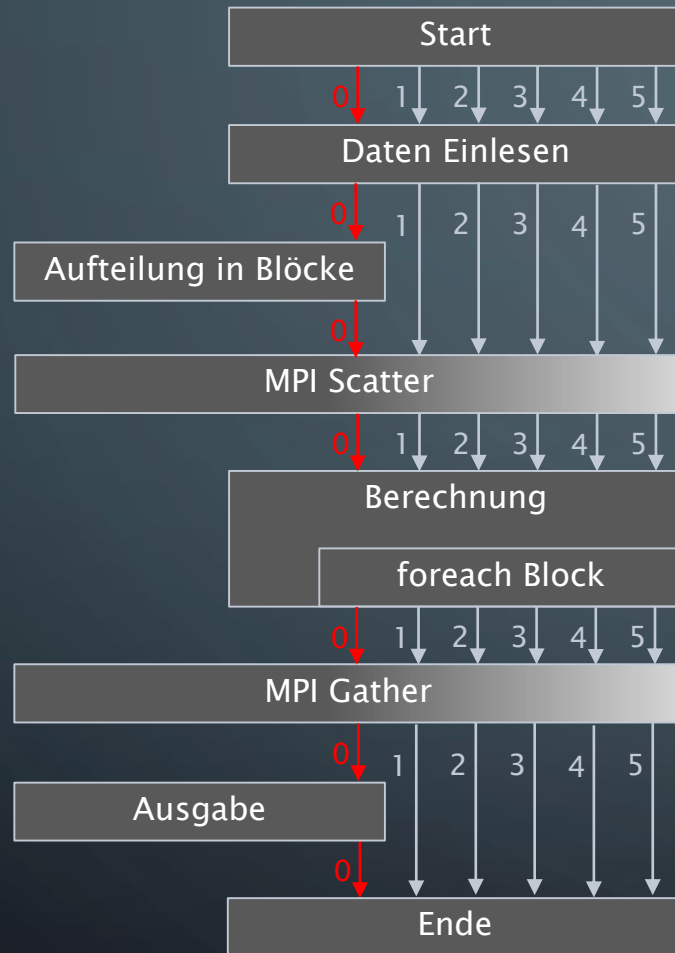 Start
0 1 2 3 4 5
Daten Einlesen
0 1 2 3 4 5
Aufteilung in Blöcke
0
MPI Scatter
0 1 2 3 4 5
Berechnung
foreach Block
0 1 2 3 4 5
MPI Gather
0 1 2 3 4 5
Ausgabe
0
Ende